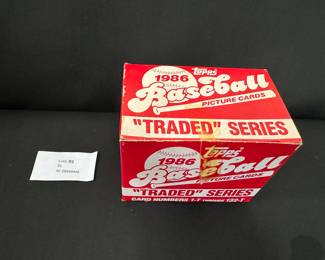 topps
1986
Baseball
PICTURE CARDS
"TRADED" SERIES
topps
1986
Baseball
PICTURE CARDS
"TRADED" SERIES
CARD NUMBERS 1-T THROUGH 132-T